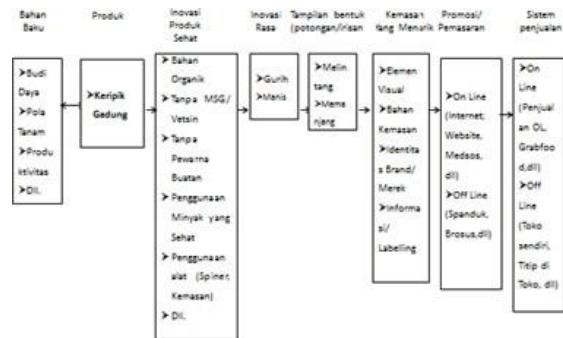 Bahan
Baku
Produk
Inovasi
Produk
Sehat
Inovasi
Rasa
Tampilan bentuk
(potongan/irisan
Kemasan
Yang Menarik
Promosi/
Pemasaran
Sistem
penjualan
➤Budi
Daya
➤Pola
Tanam
➤Produ
ktivitas
➤Dll.
➤Keripik
Gadung
➤ Bahan
Organik
➤ Tanpa MSG/
Vetsin
➤ Tanpa
Pewarna
Buatan
➤ Penggunaan
Minyak yang
Sehat
➤ Penggunaan
alat (Spiner,
Kemasan)
➤ Dll.
➤Gurih
➤Manis
➤Melin
tang
➤Mema
njang
➤Elemen
Visual
➤Bahan
Kemasan
➤Identita
s Brand/
Merek
➤Informa
si/
Labelling
➤On Line
(Internet;
Website,
Medsos,
dll)
➤Off Line
(Spanduk,
Brosus,dll)
➤On
Line
(Penjual
an OL,
Grabfoo
d,dll)
➤Off
Line
(Toko
sendiri,
Titip di
Toko, dll)